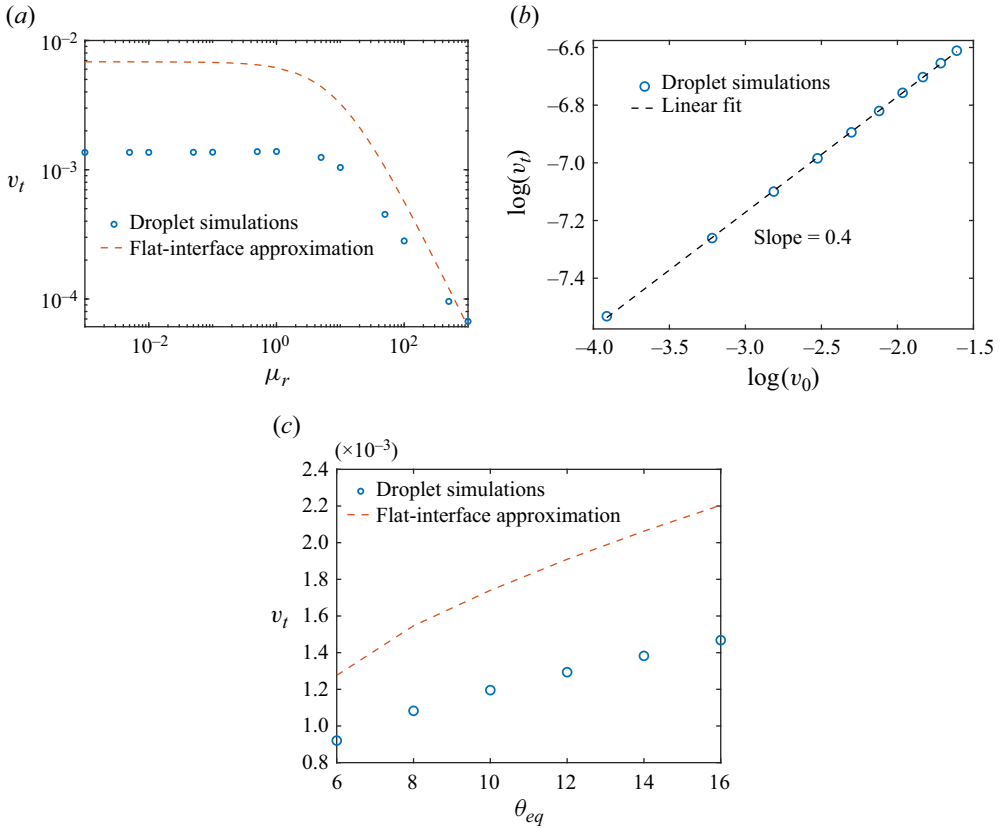 (a)
10⁻²
10⁻³
10⁻⁴
v_t
Droplet simulations
Flat-interface approximation
10⁻² 10⁰ 10²
μ_r
(b)
−6.6
−6.8
−7.0
−7.2
−7.4
log(v_t)
Droplet simulations
Linear fit
Slope = 0.4
−4.0 −3.5 −3.0 −2.5 −2.0 −1.5
log(v_0)
(c)
(×10⁻³)
2.4
2.2
2.0
1.8
1.6
1.4
1.2
1.0
0.8
v_t
Droplet simulations
Flat-interface approximation
6 8 10 12 14 16
θ_eq